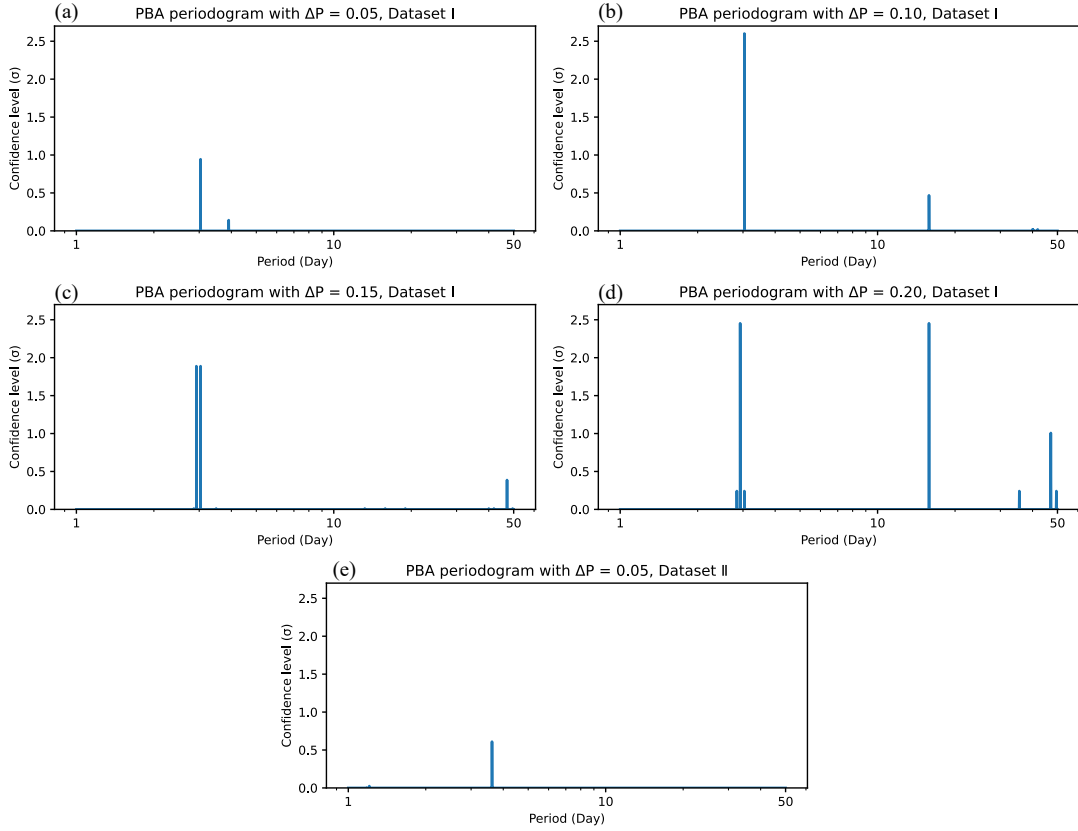 (a) PBA periodogram with ΔP = 0.05, Dataset Ⅰ
Confidence level (σ)
2.5
2.0
1.5
1.0
0.5
0.0
1 10 50
Period (Day)
(b) PBA periodogram with ΔP = 0.10, Dataset Ⅰ
Confidence level (σ)
2.5
2.0
1.5
1.0
0.5
0.0
1 10 50
Period (Day)
(c) PBA periodogram with ΔP = 0.15, Dataset Ⅰ
Confidence level (σ)
2.5
2.0
1.5
1.0
0.5
0.0
1 10 50
Period (Day)
(d) PBA periodogram with ΔP = 0.20, Dataset Ⅰ
Confidence level (σ)
2.5
2.0
1.5
1.0
0.5
0.0
1 10 50
Period (Day)
(e) PBA periodogram with ΔP = 0.05, Dataset Ⅱ
Confidence level (σ)
2.5
2.0
1.5
1.0
0.5
0.0
1 10 50
Period (Day)